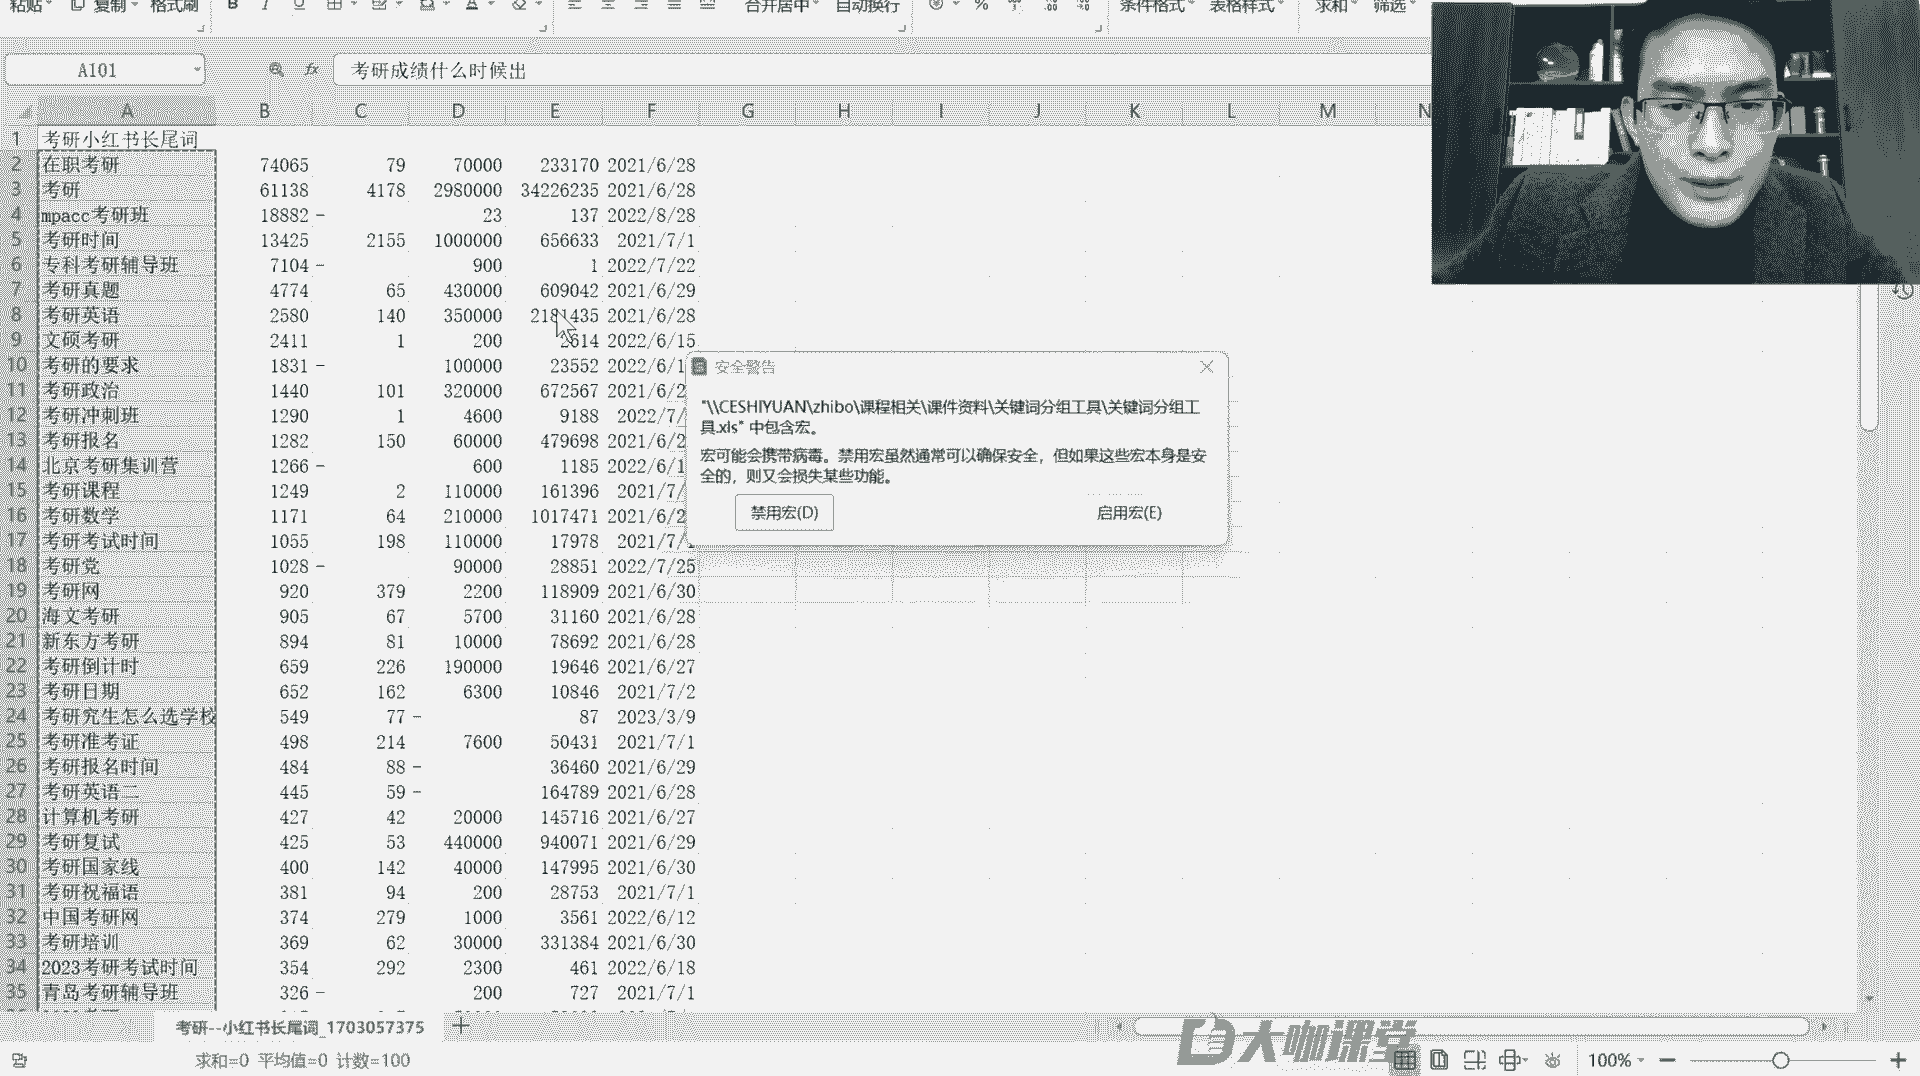 粘贴 复制 格式刷 B I U A 合并居中 自动换行 % 条件格式 表格样式 求和 筛选
A101 fx 考研成绩什么时候出
A B C D E F G H I J K L M N
1 考研小红书长尾词
2 在职考研 74065 79 70000 233170 2021/6/28
3 考研 61138 4178 2980000 34226235 2021/6/28
4 mpacc考研班 18882 - 23 137 2022/8/28
5 考研时间 13425 2155 1000000 656633 2021/7/1
6 专科考研辅导班 7104 - 900 1 2022/7/22
7 考研真题 4774 65 430000 609042 2021/6/29
8 考研英语 2580 140 350000 2181435 2021/6/28
9 文硕考研 2411 1 200 2614 2022/6/15
10 考研的要求 1831 - 100000 23552 2022/6/1
11 考研政治 1440 101 320000 672567 2021/6/2
12 考研冲刺班 1290 1 4600 9188 2022/7/
13 考研报名 1282 150 60000 479698 2021/6/2
14 北京考研集训营 1266 - 600 1185 2022/6/1
15 考研课程 1249 2 110000 161396 2021/7/
16 考研数学 1171 64 210000 1017471 2021/6/2
17 考研考试时间 1055 198 110000 17978 2021/7/
18 考研党 1028 - 90000 28851 2022/7/25
19 考研网 920 379 2200 118909 2021/6/30
20 海文考研 905 67 5700 31160 2021/6/28
21 新东方考研 894 81 10000 78692 2021/6/28
22 考研倒计时 659 226 190000 19646 2021/6/27
23 考研日期 652 162 6300 10846 2021/7/2
24 考研究生怎么选学校 549 77 - 87 2023/3/9
25 考研准考证 498 214 7600 50431 2021/7/1
26 考研报名时间 484 88 - 36460 2021/6/29
27 考研英语二 445 59 - 164789 2021/6/28
28 计算机考研 427 42 20000 145716 2021/6/27
29 考研复试 425 53 440000 940071 2021/6/29
30 考研国家线 400 142 40000 147995 2021/6/30
31 考研祝福语 381 94 200 28753 2021/7/1
32 中国考研网 374 279 1000 3561 2022/6/12
33 考研培训 369 62 30000 331384 2021/6/30
34 2023考研考试时间 354 292 2300 461 2022/6/18
35 青岛考研辅导班 326 - 200 727 2021/7/1
安全警告
"\\CESHIYUAN\zhibo\课程相关\课件资料\关键词分组工具\关键词分组工
具.xls" 中包含宏。
宏可能会携带病毒。禁用宏虽然通常可以确保安全，但如果这些宏本身是安
全的，则又会损失某些功能。
禁用宏(D) 启用宏(E)
考研--小红书长尾词_1703057375
大咖课堂
求和=0 平均值=0 计数=100 100%